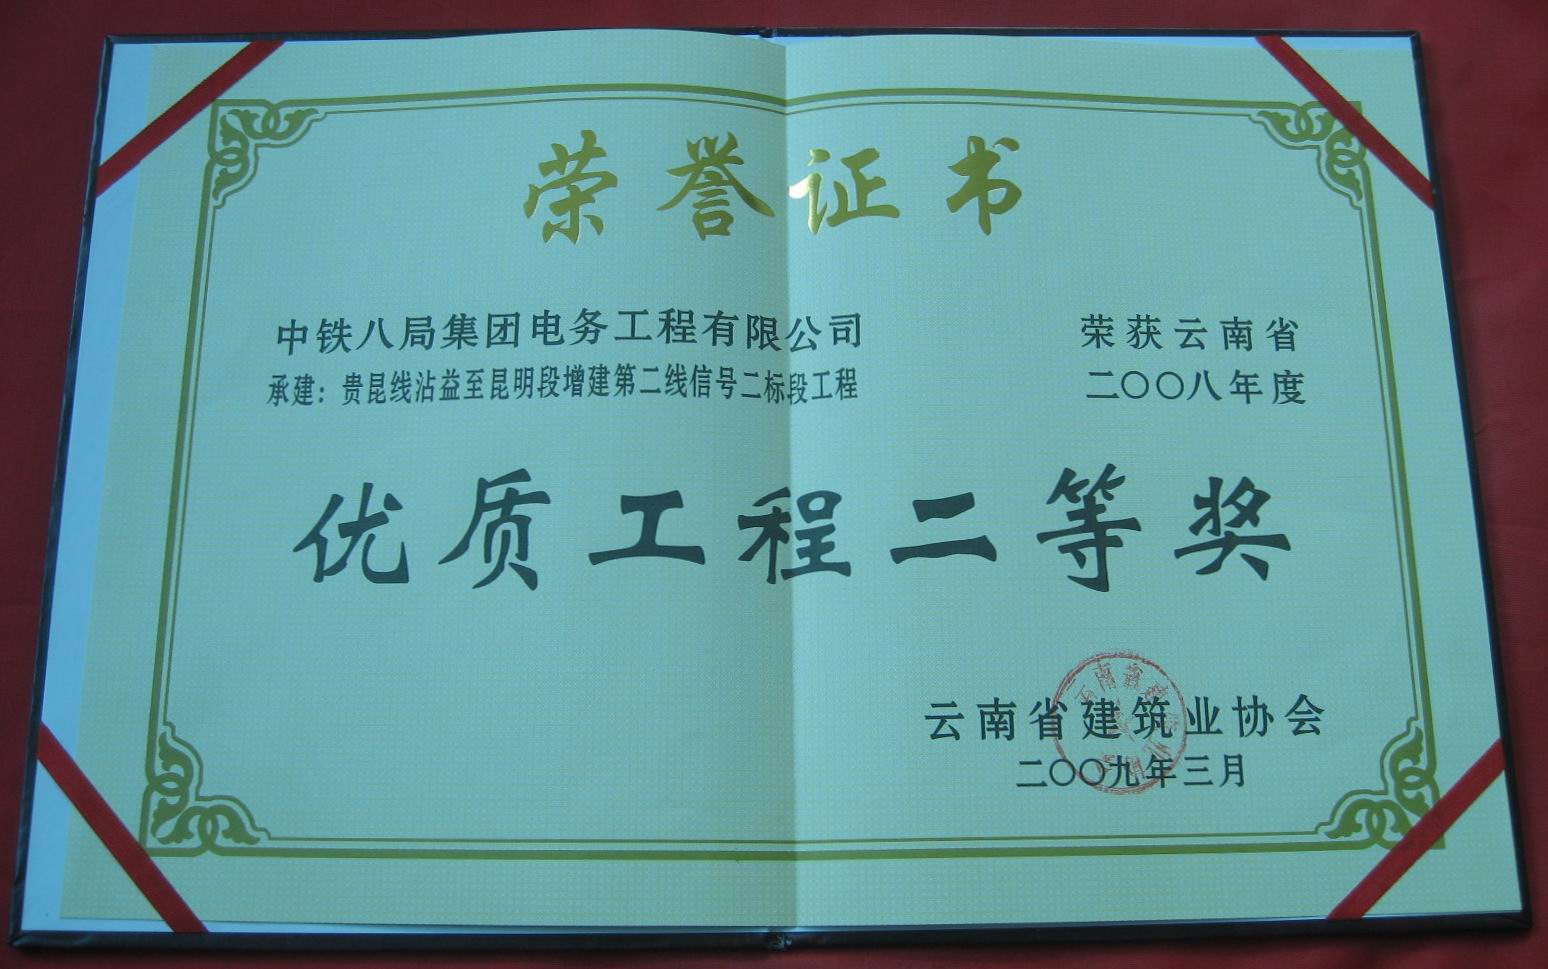 荣誉证书
中铁八局集团电务工程有限公司 荣获云南省
承建：贵昆线沾益至昆明段增建第二线信号二标段工程 二〇〇八年度
优质工程二等奖
云南省建筑业协会
二〇〇九年三月